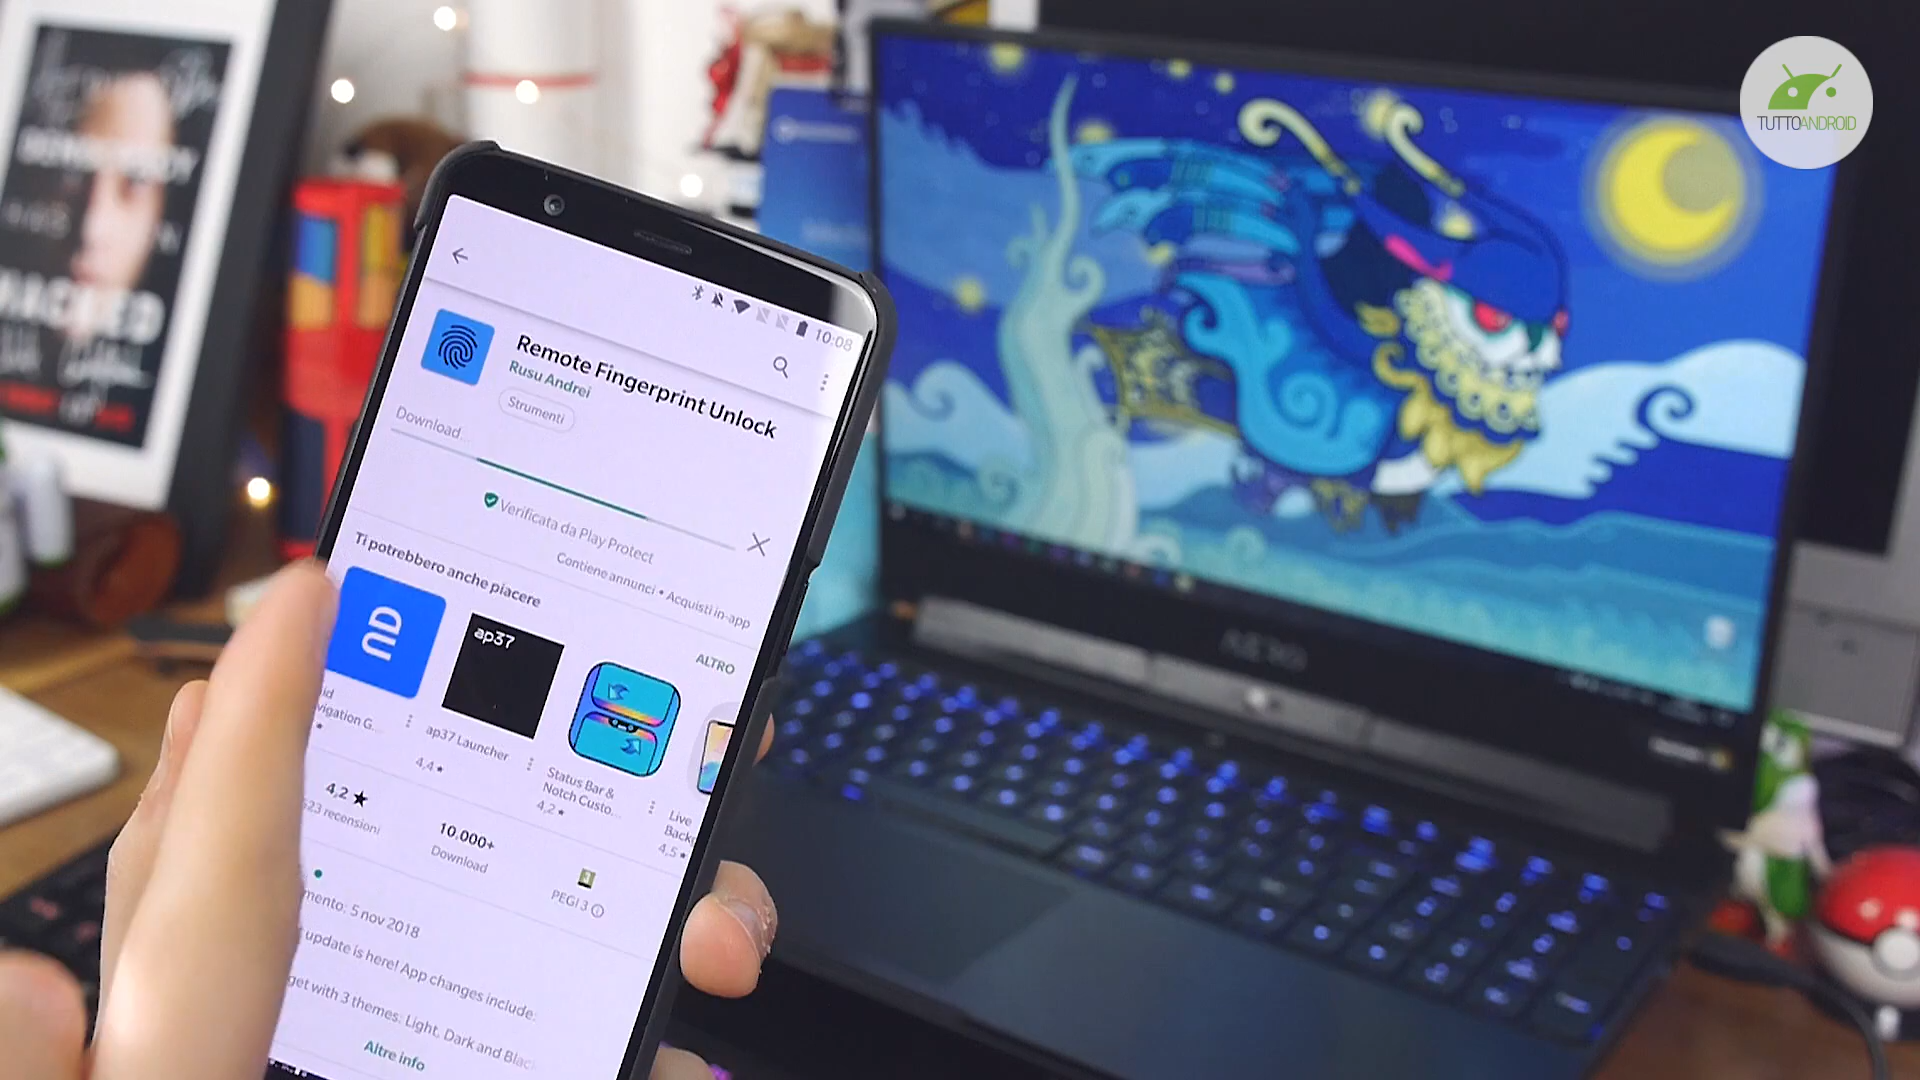 TUTTOANDROID
10:08
Remote Fingerprint Unlock
Rusu Andrei
Strumenti
Download...
Verificata da Play Protect
Contiene annunci • Acquisti in-app
Ti potrebbero anche piacere
ALTRO
ap37
ap37 Launcher
4,4★
Status Bar &
Notch Custo...
4,2★
Live
4,5★
4,2★
recensioni
10.000+
Download
3
PEGI 3
5 nov 2018
update is here! App changes include:
with 3 themes: Light, Dark and Blac
Altre info
AERO
HACKED